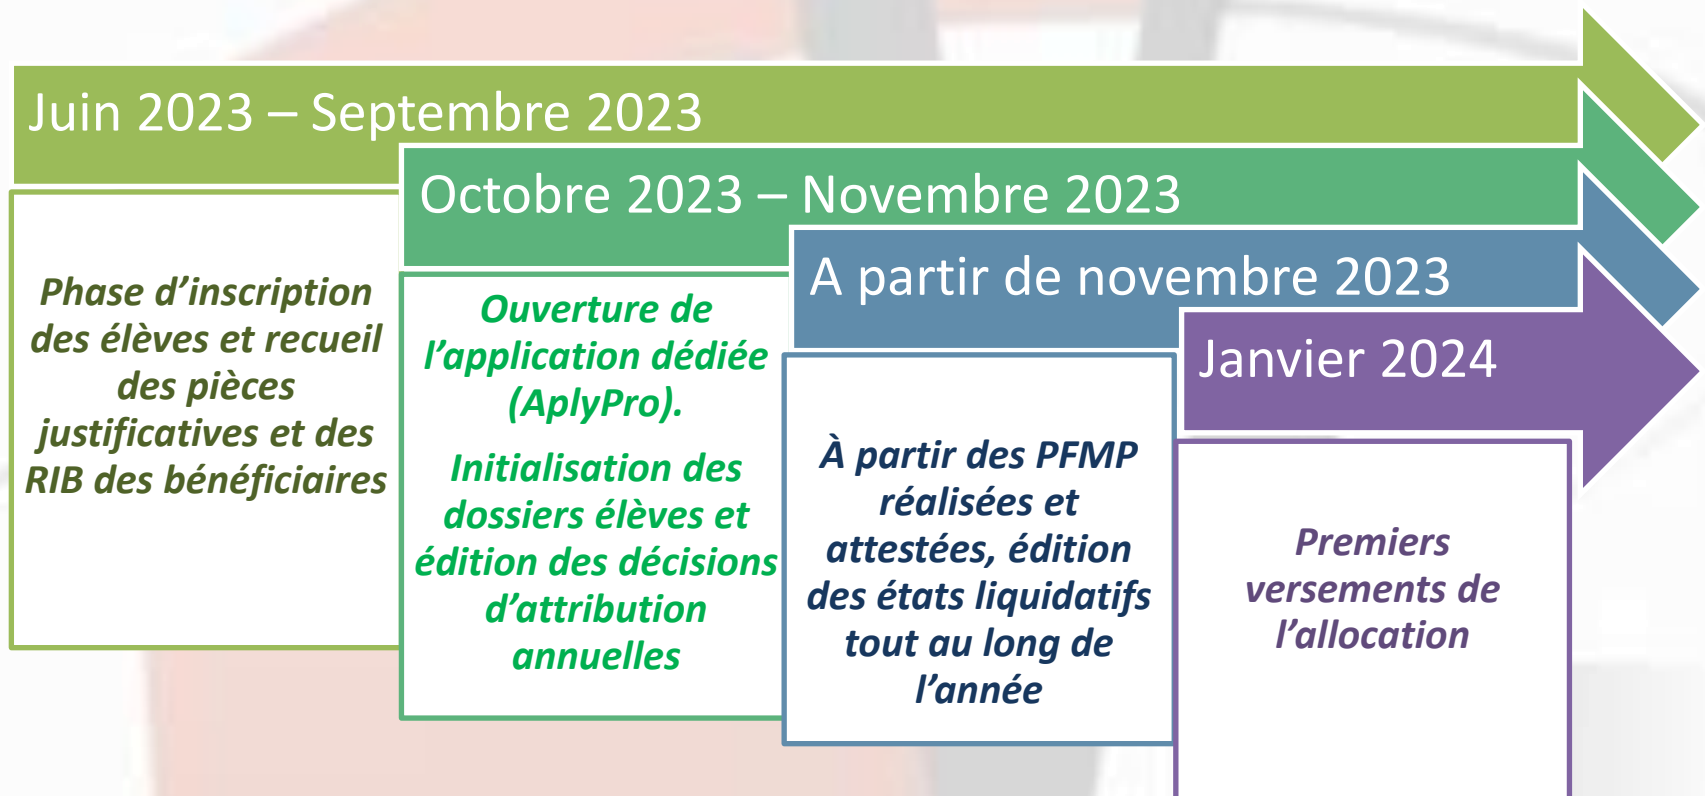 Juin 2023 – Septembre 2023
Phase d’inscription
des élèves et recueil
des pièces
justificatives et des
RIB des bénéficiaires
Octobre 2023 – Novembre 2023
Ouverture de
l’application dédiée
(AplyPro).
Initialisation des
dossiers élèves et
édition des décisions
d’attribution
annuelles
A partir de novembre 2023
À partir des PFMP
réalisées et
attestées, édition
des états liquidatifs
tout au long de
l’année
Janvier 2024
Premiers
versements de
l’allocation